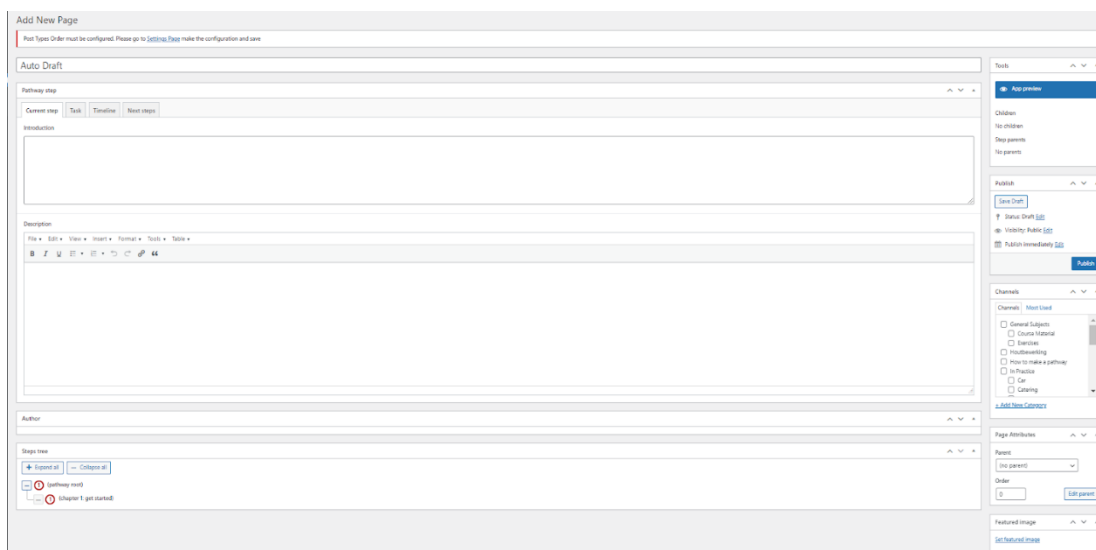 Add New Page
Post Types Order must be configured. Please go to Settings Page make the configuration and save
Auto Draft
Pathway step
Current step Task Timeline Next steps
Introduction
Description
File Edit View Insert Format Tools Table
B I U
Author
Steps tree
+ Expand all — Collapse all
(pathway root)
(chapter 1: get started)
Tools
App preview
Children
No children
Step parents
No parents
Publish
Save Draft
Status: Draft Edit
Visibility: Public Edit
Publish immediately Edit
Publish
Channels
Channels Most Used
General Subjects
Course Material
Exercises
Houtbewerking
How to make a pathway
In Practice
Car
Catering
+ Add New Category
Page Attributes
Parent
(no parent)
Order
0 Edit parent
Featured image
Set featured image